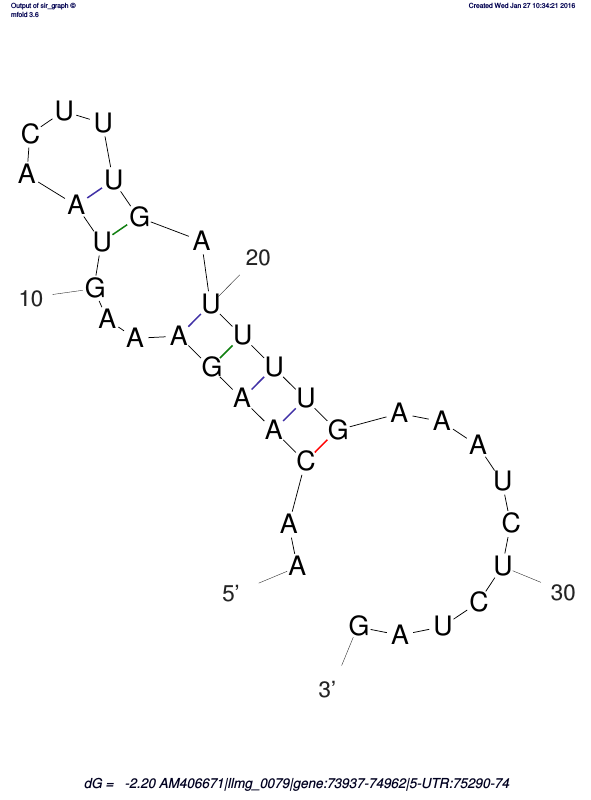 Output of sir_graph ©
mfold 3.6
Created Wed Jan 27 10:34:21 2016
U
U
C
A
U
A
G
U
A
20
10
G
U
A
A
A
U
G
U
A
U
A
G
A
A
A
C
U
A
C
A
U
5'
30
C
G
A
U
3'
dG = -2.20 AM406671|llmg_0079|gene:73937-74962|5-UTR:75290-74